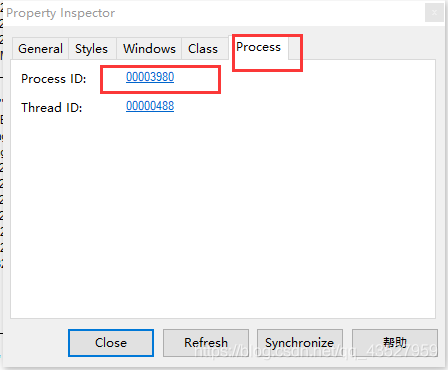 Property Inspector
General Styles Windows Class Process
Process ID: 00003980
Thread ID: 00000488
Close Refresh Synchronize 帮助
https://blog.csdn.net/qq_43527959